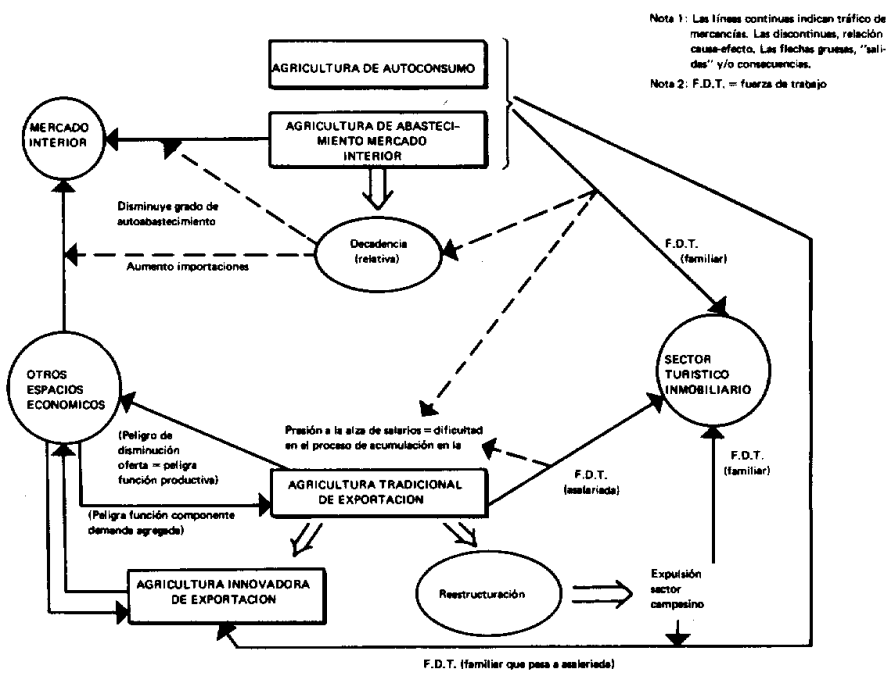 Nota 1: Las líneas continuas indican tráfico de
mercancías. Las discontinuas, relación
causa-efecto. Las flechas gruesas, "sali-
das" y/o consecuencias.
Nota 2: F.D.T. = fuerza de trabajo
AGRICULTURA DE AUTOCONSUMO
MERCADO
INTERIOR
AGRICULTURA DE ABASTECI-
MIENTO MERCADO
INTERIOR
Disminuye grado de
autoabastecimiento
Decadencia
(relativa)
Aumento importaciones
F.D.T.
(familiar)
OTROS
ESPACIOS
ECONOMICOS
SECTOR
TURISTICO
INMOBILIARIO
Presión a la alza de salarios = dificultad
en el proceso de acumulación en la
(Peligro de
disminución
oferta = peligra
función productiva)
F.D.T.
(asalariada)
F.D.T.
(familiar)
AGRICULTURA TRADICIONAL
DE EXPORTACION
(Peligra función componente
demanda agregada)
AGRICULTURA INNOVADORA
DE EXPORTACION
Reestructuración
Expulsión
sector
campesino
F.D.T. (familiar que pasa a asalariada)